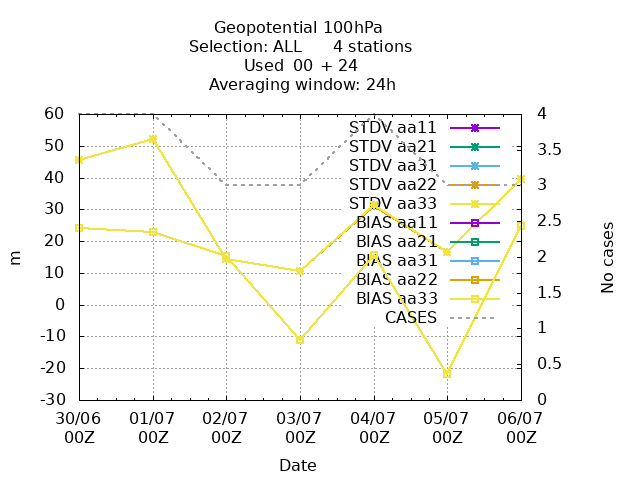 Geopotential 100hPa
Selection: ALL 4 stations
Used 00 + 24
Averaging window: 24h
60 4
50 3.5
40 3
30 2.5
20 2
10 1.5
0 1
-10 0.5
-20 0
-30
m
No cases
STDV aa11
STDV aa21
STDV aa31
STDV aa22
STDV aa33
BIAS aa11
BIAS aa21
BIAS aa31
BIAS aa22
BIAS aa33
CASES
30/06 01/07 02/07 03/07 04/07 05/07 06/07
00Z 00Z 00Z 00Z 00Z 00Z 00Z
Date